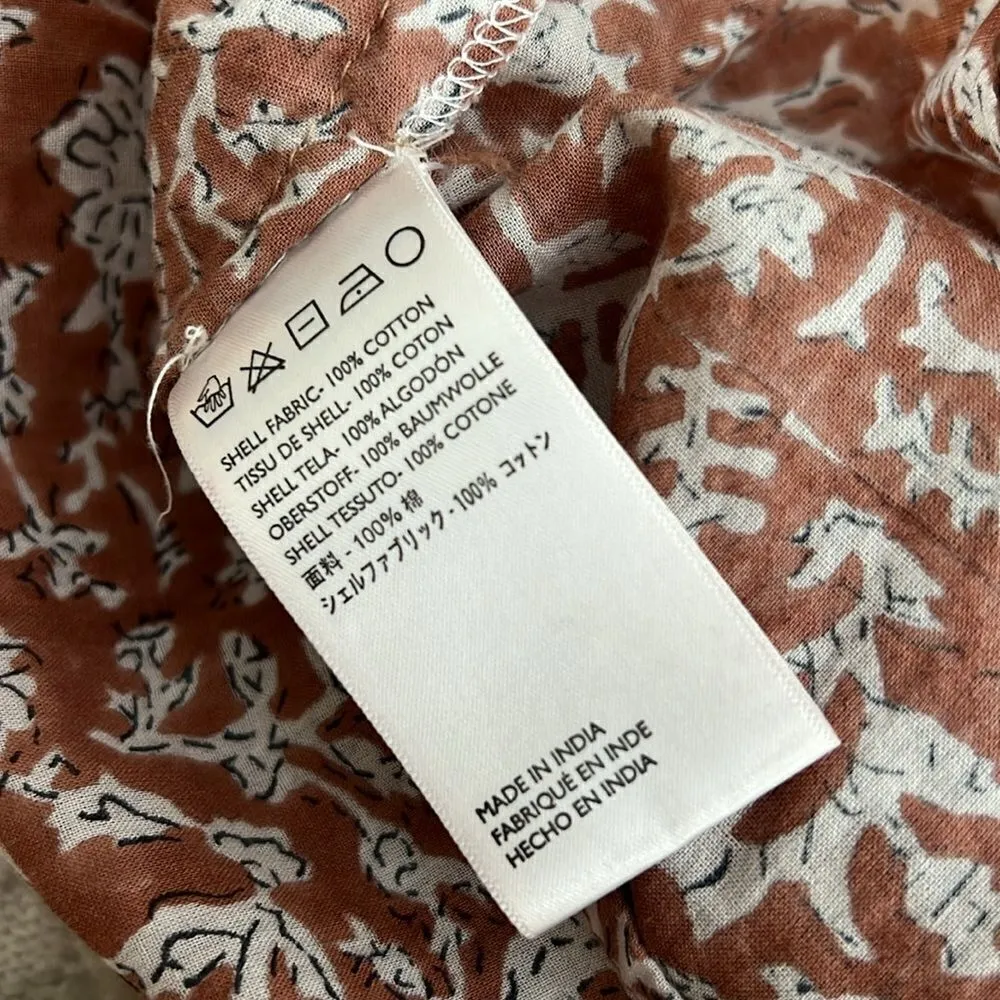 SHELL FABRIC- 100% COTTON
TISSU DE SHELL- 100% COTON
SHELL TELA- 100% ALGODÓN
OBERSTOFF- 100% BAUMWOLLE
SHELL TESSUTO- 100% COTONE
面料 - 100% 棉
シェルファブリック - 100% コットン
MADE IN INDIA
FABRIQUÉ EN INDE
HECHO EN INDIA